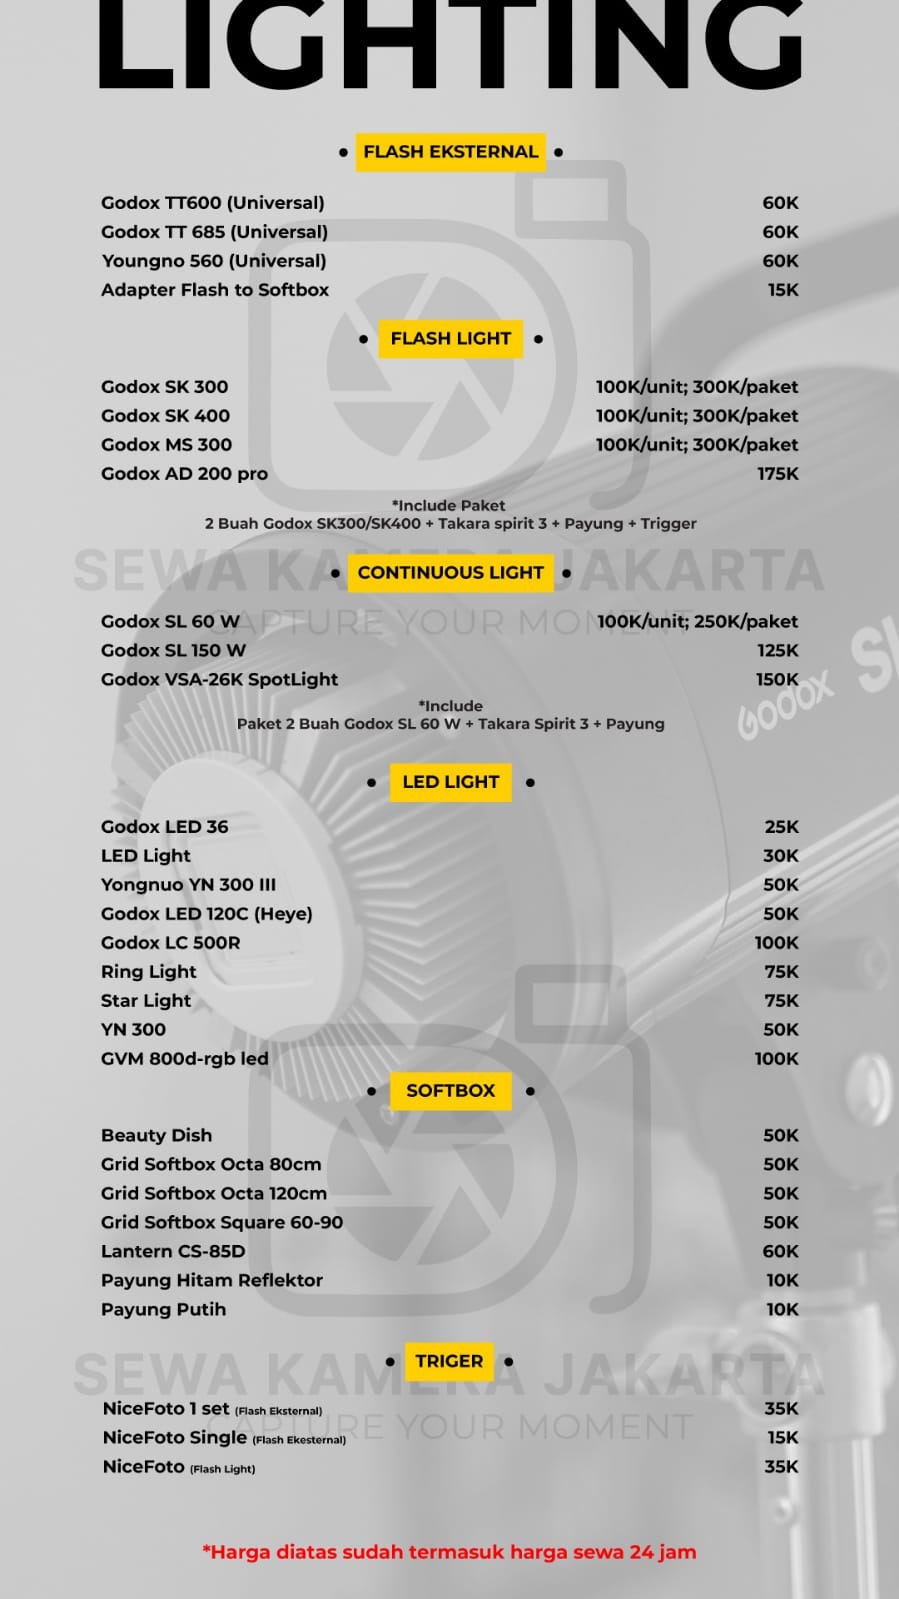 LIGHTING
FLASH EKSTERNAL
Godox TT600 (Universal) 60K
Godox TT 685 (Universal) 60K
Youngno 560 (Universal) 60K
Adapter Flash to Softbox 15K
FLASH LIGHT
Godox SK 300 100K/unit; 300K/paket
Godox SK 400 100K/unit; 300K/paket
Godox MS 300 100K/unit; 300K/paket
Godox AD 200 pro 175K
*Include Paket
2 Buah Godox SK300/SK400 + Takara spirit 3 + Payung + Trigger
SEWA KAMERA JAKARTA
CONTINUOUS LIGHT
CAPTURE YOUR MOMENT
Godox SL 60 W 100K/unit; 250K/paket
Godox SL 150 W 125K
Godox VSA-26K SpotLight 150K
Godox SL
*Include
Paket 2 Buah Godox SL 60 W + Takara Spirit 3 + Payung
LED LIGHT
Godox LED 36 25K
LED Light 30K
Yongnuo YN 300 III 50K
Godox LED 120C (Heye) 50K
Godox LC 500R 100K
Ring Light 75K
Star Light 75K
YN 300 50K
GVM 800d-rgb led 100K
SOFTBOX
Beauty Dish 50K
Grid Softbox Octa 80cm 50K
Grid Softbox Octa 120cm 50K
Grid Softbox Square 60-90 50K
Lantern CS-85D 60K
Payung Hitam Reflektor 10K
Payung Putih 10K
SEWA KAMERA JAKARTA
TRIGER
CAPTURE YOUR MOMENT
NiceFoto 1 set (Flash Eksternal) 35K
NiceFoto Single (Flash Ekesternal) 15K
NiceFoto (Flash Light) 35K
*Harga diatas sudah termasuk harga sewa 24 jam